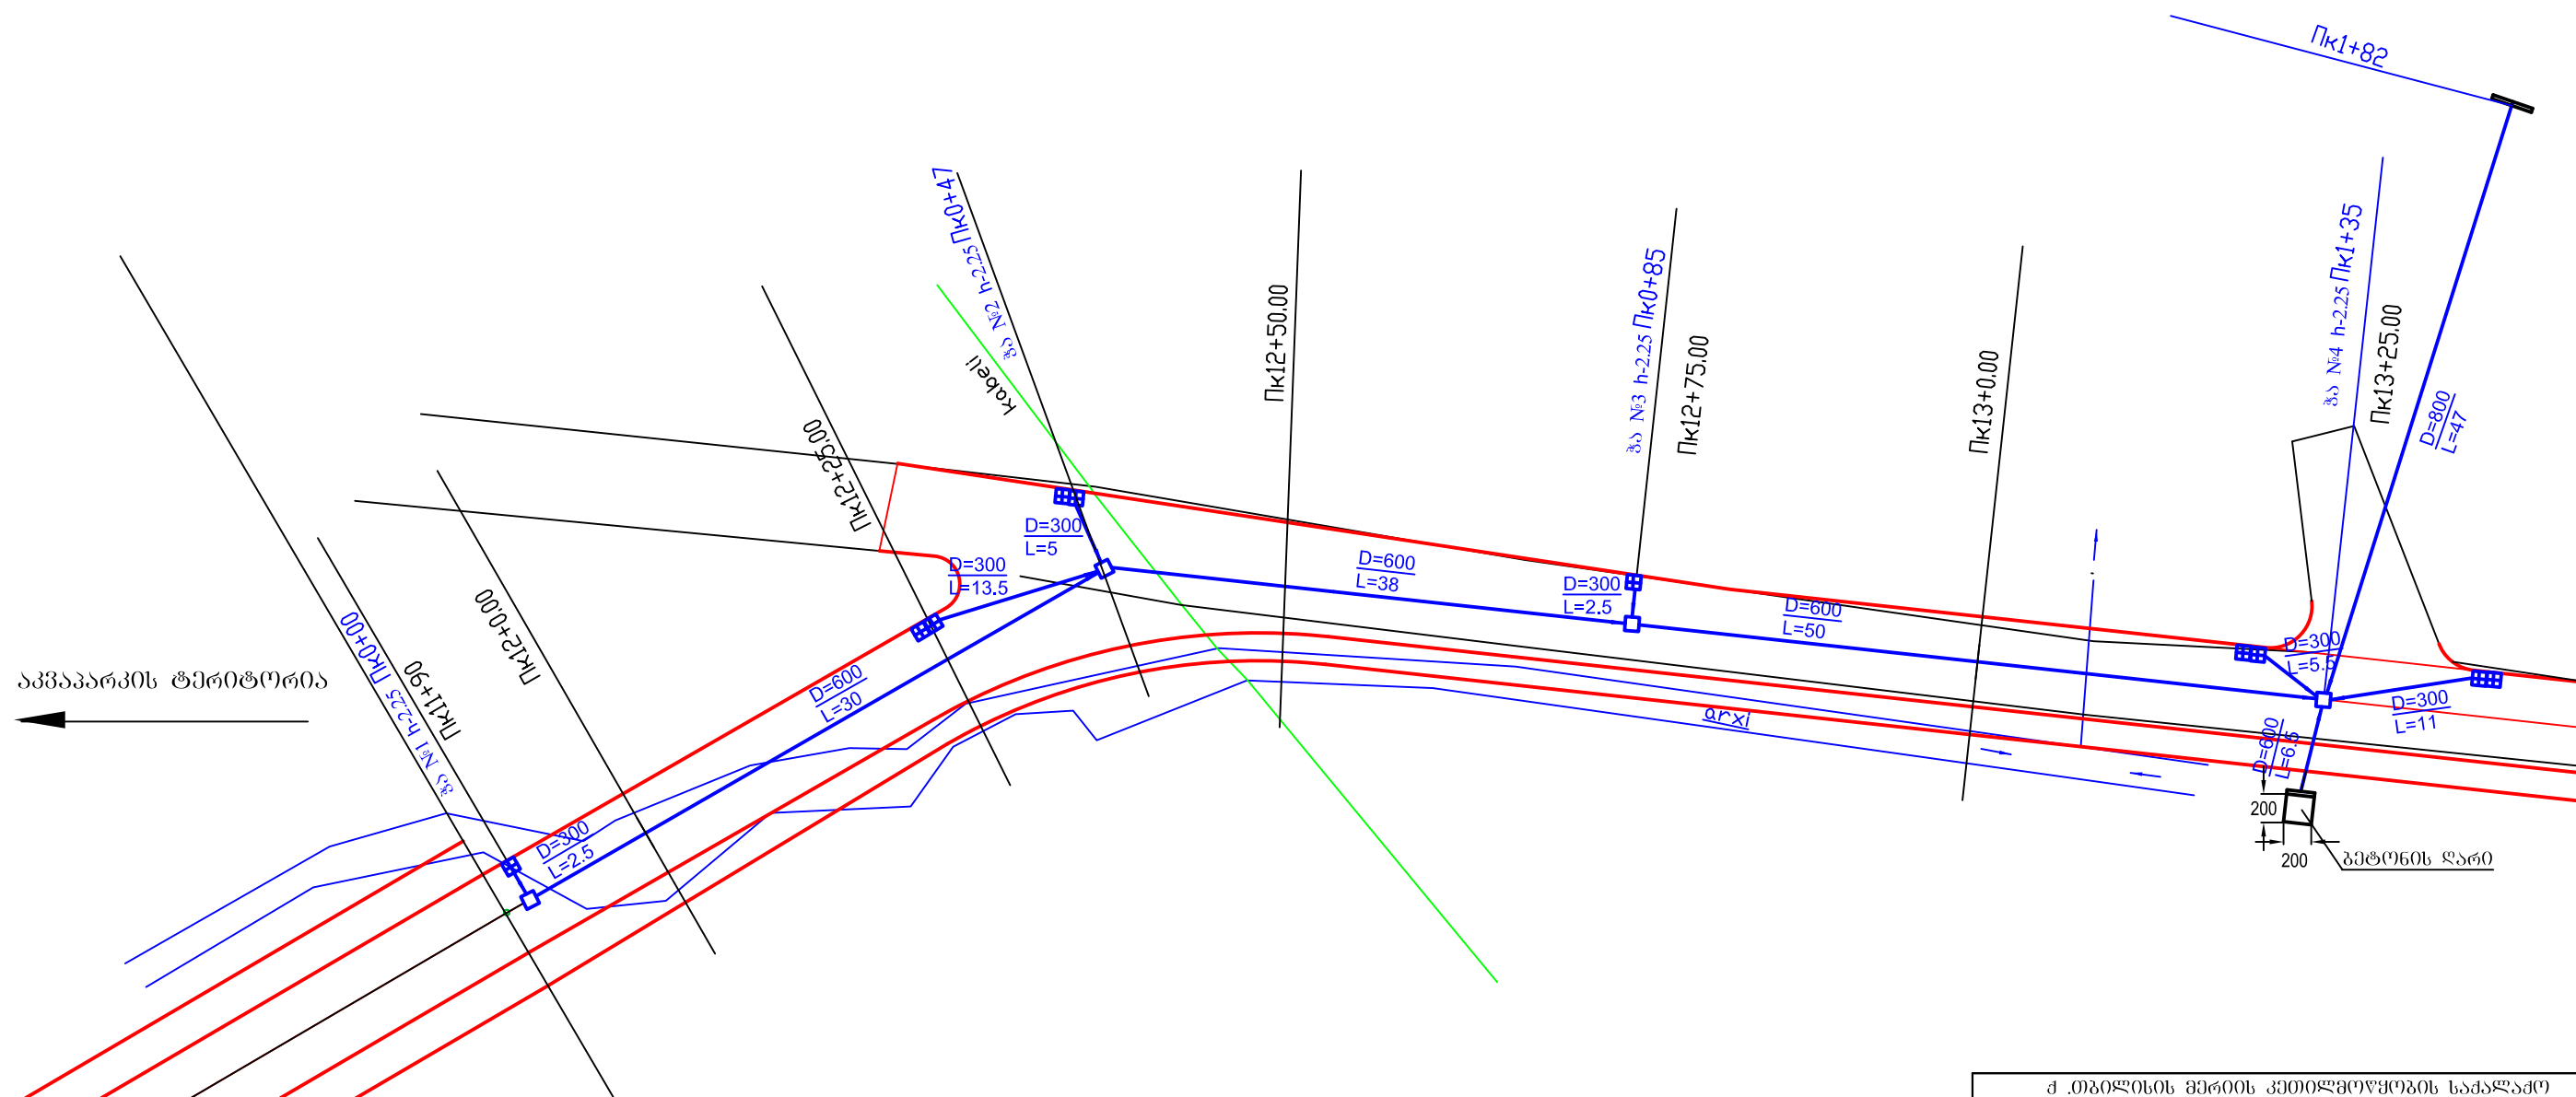 Пк1+82
ჭა №2 h-2.25 Пк0+47
kabeli
Пк12+50.00
ჭა №3 h-2.25 Пк0+85
Пк12+75.00
Пк13+0.00
ჭა №4 h-2.25 Пк1+35
Пк13+25.00
D=800
L=47
Пк12+25.00
D=300
L=5
D=300
L=13.5
D=600
L=38
D=300
L=2.5
D=600
L=50
D=300
L=5.5
D=300
L=11
D=600
L=6.5
Пк12+0.00
ჭა №1 h-2.25 Пк0+00
Пк11+90
აკვაპარკის ტერიტორია
D=600
L=30
arxi
D=300
L=2.5
200
200
ბეტონის ღარი
ქ .თბილისის მერიის კეთილმოწყობის საქალაქო